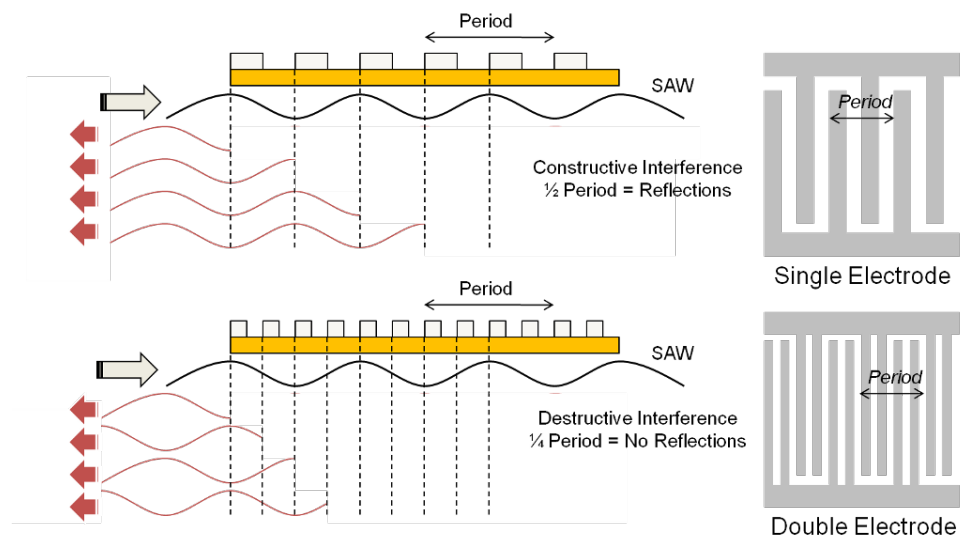 Period
SAW
Constructive Interference
½ Period = Reflections
Period
Single Electrode
Period
SAW
Destructive Interference
¼ Period = No Reflections
Period
Double Electrode